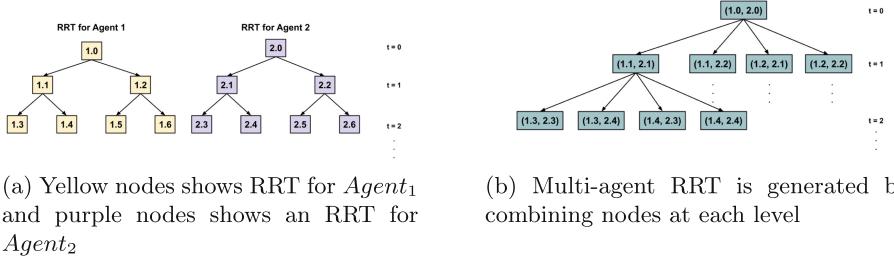 RRT for Agent 1
RRT for Agent 2
1.0
2.0
t = 0
1.1
1.2
2.1
2.2
t = 1
1.3
1.4
1.5
1.6
2.3
2.4
2.5
2.6
t = 2
(1.0, 2.0)
t = 0
(1.1, 2.1)
(1.1, 2.2)
(1.2, 2.1)
(1.2, 2.2)
t = 1
(1.3, 2.3)
(1.3, 2.4)
(1.4, 2.3)
(1.4, 2.4)
t = 2
(a) Yellow nodes shows RRT for Agent1
and purple nodes shows an RRT for
Agent2
(b) Multi-agent RRT is generated b
combining nodes at each level